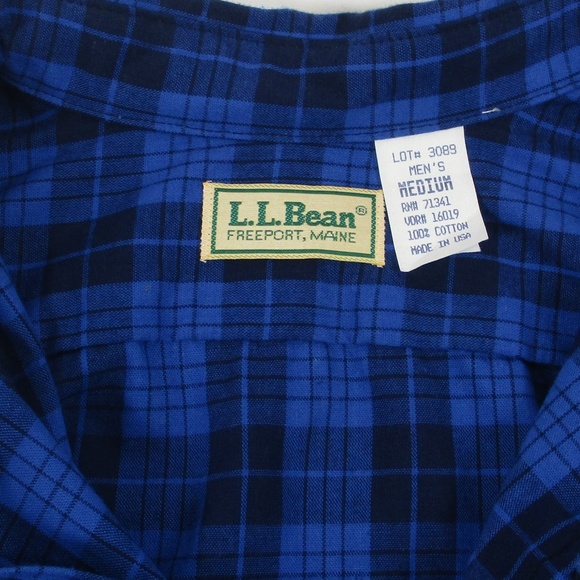 L.L.Bean®
FREEPORT, MAINE
LOT# 3089
MEN'S
MEDIUM
RN# 71341
VDR# 16019
100% COTTON
MADE IN USA